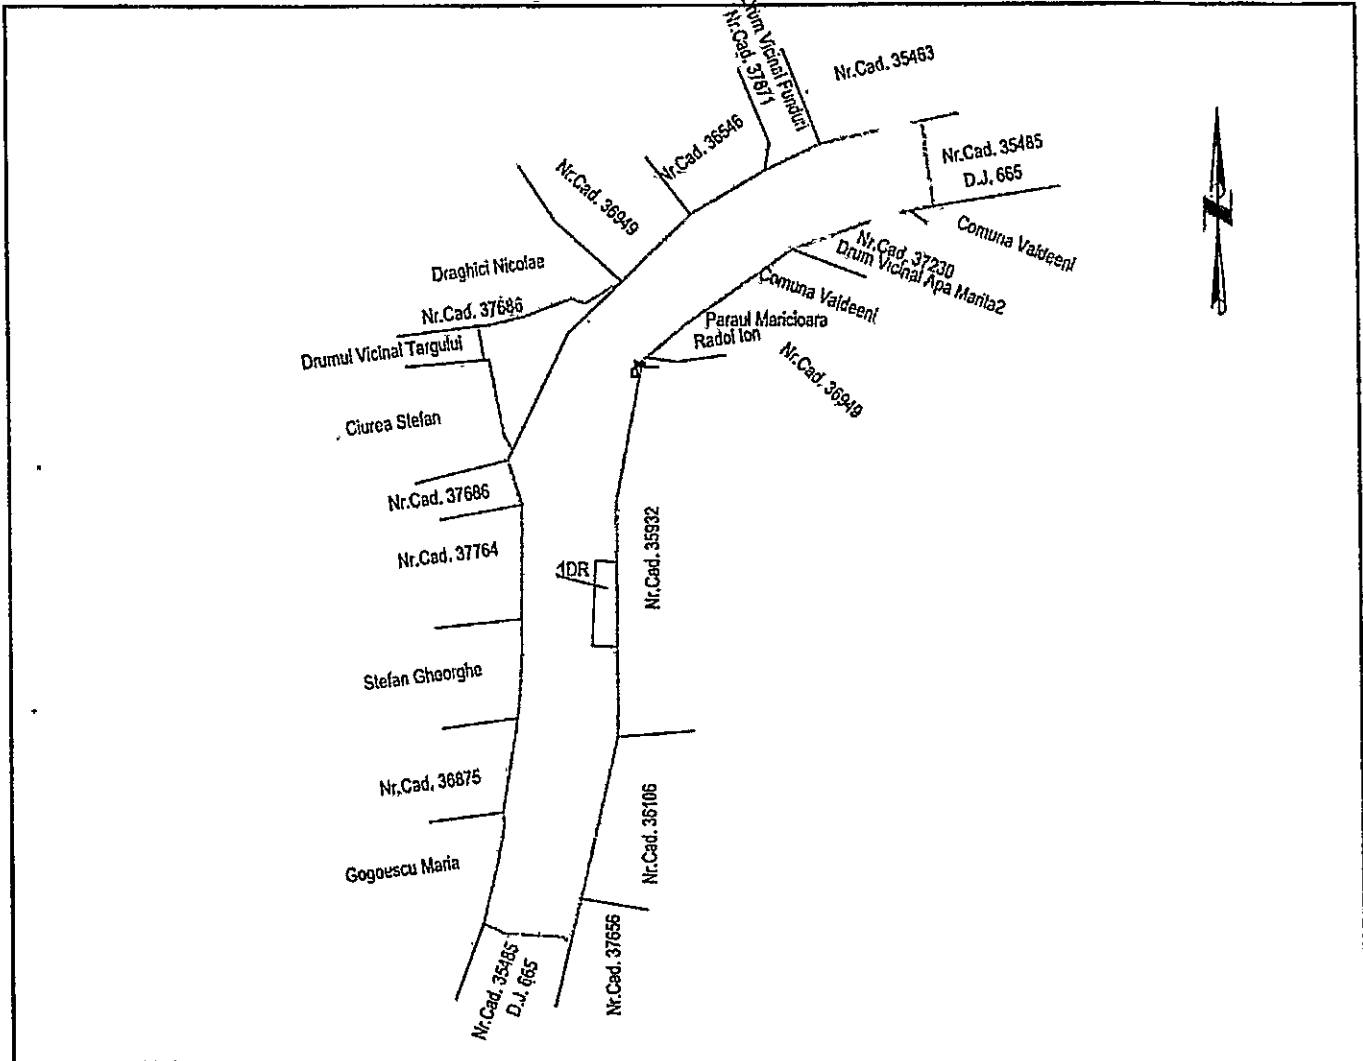 Drum Vicinal Funduri
Nr.Cad. 37871
Nr.Cad. 35463
Nr.Cad. 36546
Nr.Cad. 35485
D.J. 665
Nr.Cad. 36949
Comuna Valdeeni
Nr.Cad. 37230
Drum Vicinal Apa Marila2
Draghici Nicolae
Comuna Valdeeni
Nr.Cad. 37686
Paraul Maricioara
Radoi Ion
Drumul Vicinal Targului
Nr.Cad. 36949
Ciurea Stefan
Nr.Cad. 37686
Nr.Cad. 37764
1DR
Nr.Cad. 35932
Stefan Gheorghe
Nr.Cad. 36875
Nr.Cad. 36106
Gogoescu Maria
Nr.Cad. 35485
D.J. 665
Nr.Cad. 37656